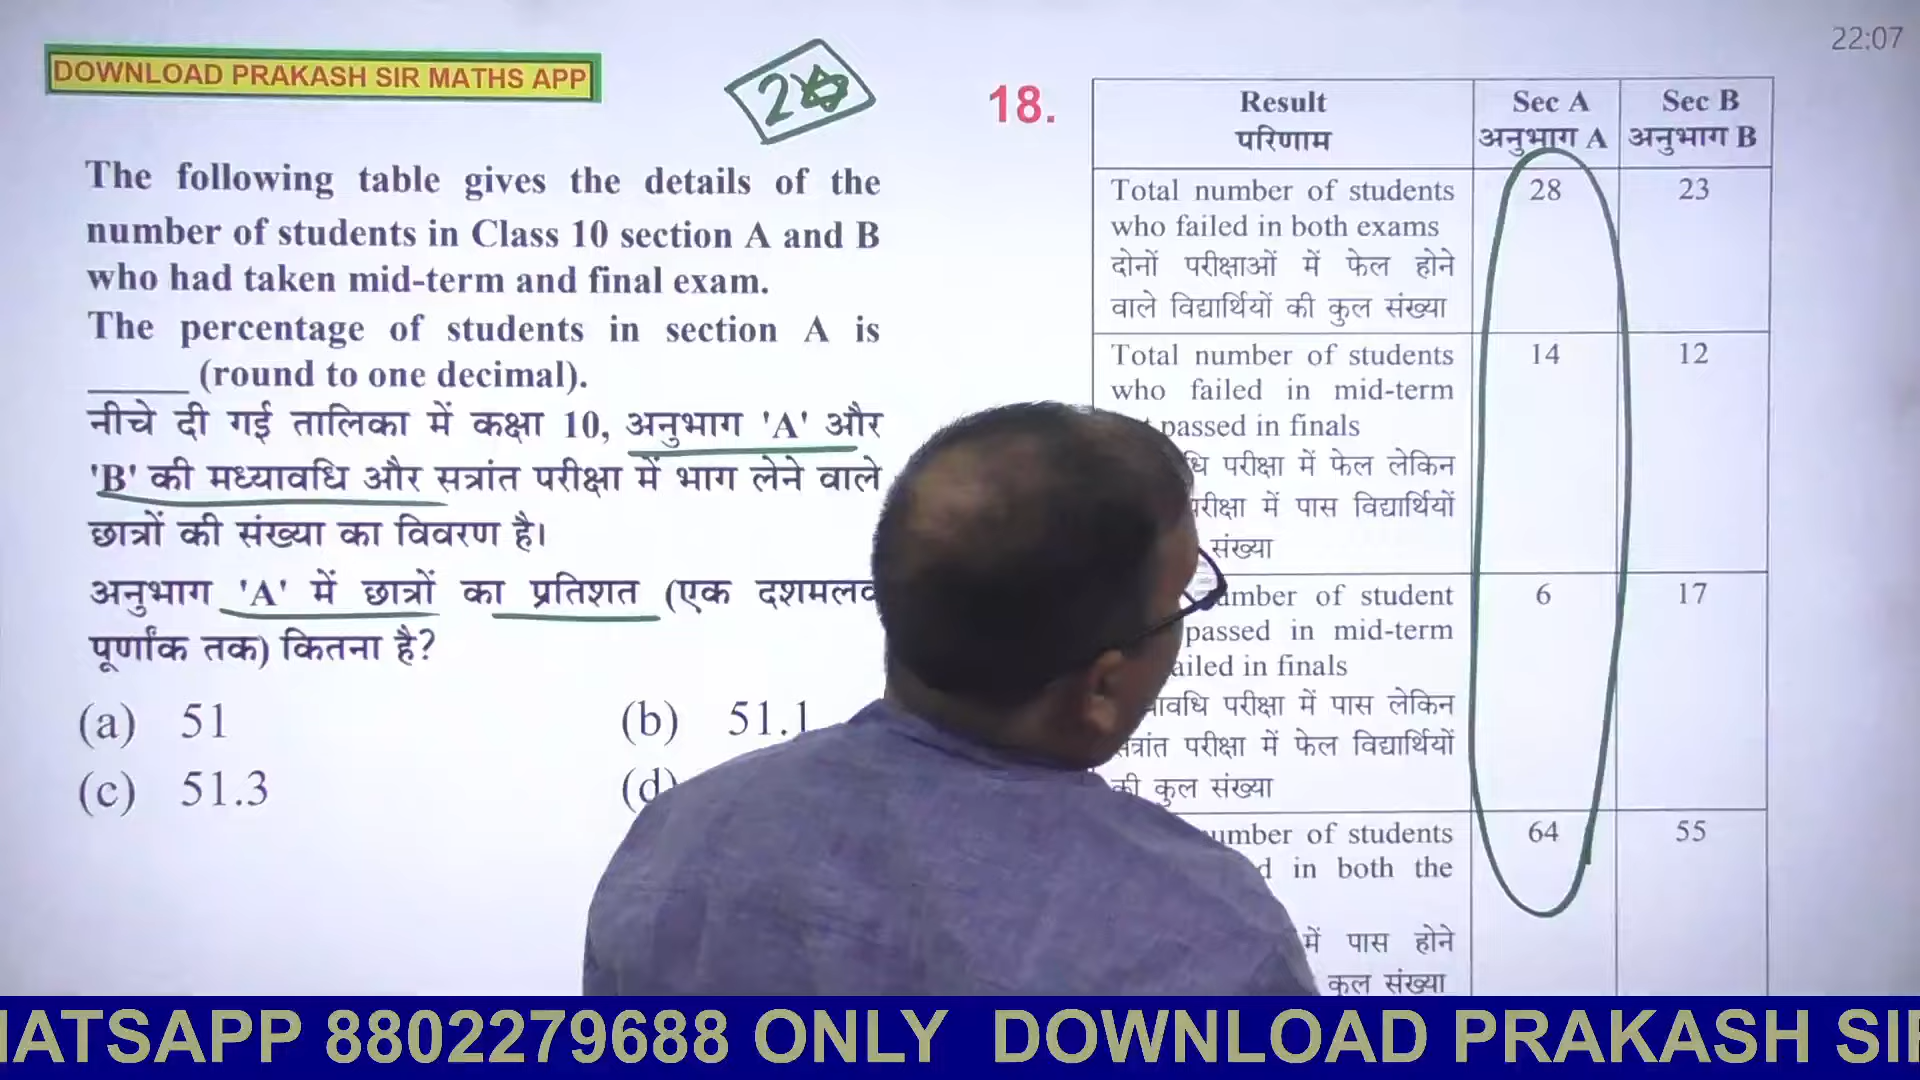 22:07
DOWNLOAD PRAKASH SIR MATHS APP
18.
The following table gives the details of the
number of students in Class 10 section A and B
who had taken mid-term and final exam.
The percentage of students in section A is
______ (round to one decimal).
नीचे दी गई तालिका में कक्षा 10, अनुभाग 'A' और
'B' की मध्यावधि और सत्रांत परीक्षा में भाग लेने वाले
छात्रों की संख्या का विवरण है।
अनुभाग 'A' में छात्रों का प्रतिशत (एक दशमलव
पूर्णांक तक) कितना है?
(a) 51
(b) 51.1
(c) 51.3
(d)
Result Sec A Sec B
परिणाम अनुभाग A अनुभाग B
Total number of students 28 23
who failed in both exams
दोनों परीक्षाओं में फेल होने
वाले विद्यार्थियों की कुल संख्या
Total number of students 14 12
who failed in mid-term
passed in finals
परीक्षा में फेल लेकिन
में पास विद्यार्थियों
संख्या
of student 6 17
passed in mid-term
in finals
परीक्षा में पास लेकिन
परीक्षा में फेल विद्यार्थियों
की कुल संख्या
of students 64 55
in both the
में पास होने
कुल संख्या
8802279688 ONLY DOWNLOAD PRAKASH